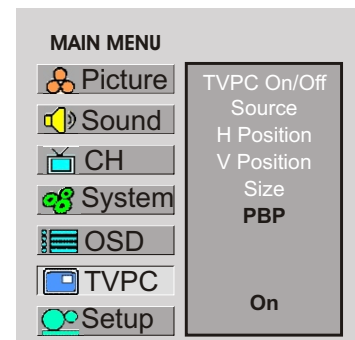 MAIN MENU
Picture
Sound
CH
System
OSD
TVPC
Setup
TVPC On/Off
Source
H Position
V Position
Size
PBP
On